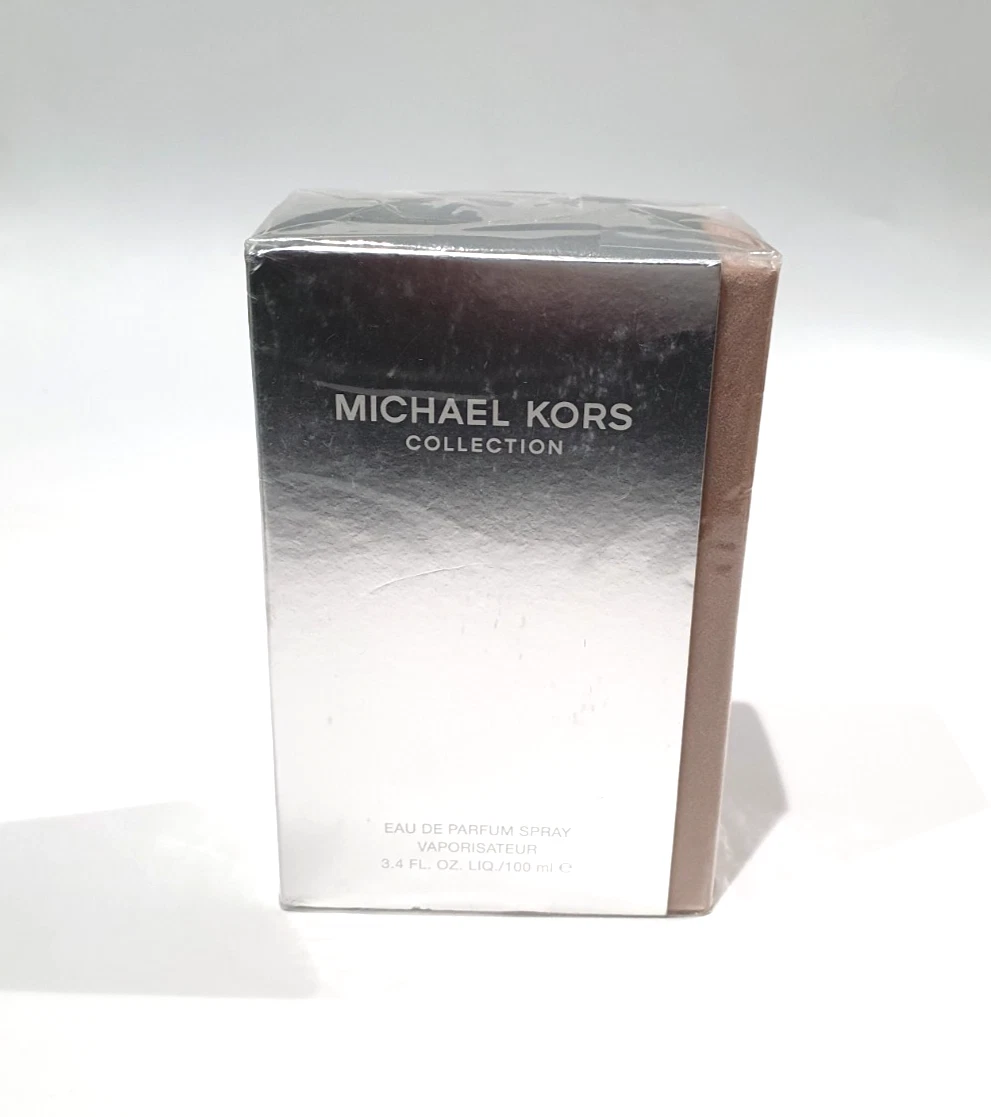 MICHAEL KORS
COLLECTION
EAU DE PARFUM SPRAY
VAPORISATEUR
3.4 FL. OZ. LIQ./100 ml ℮